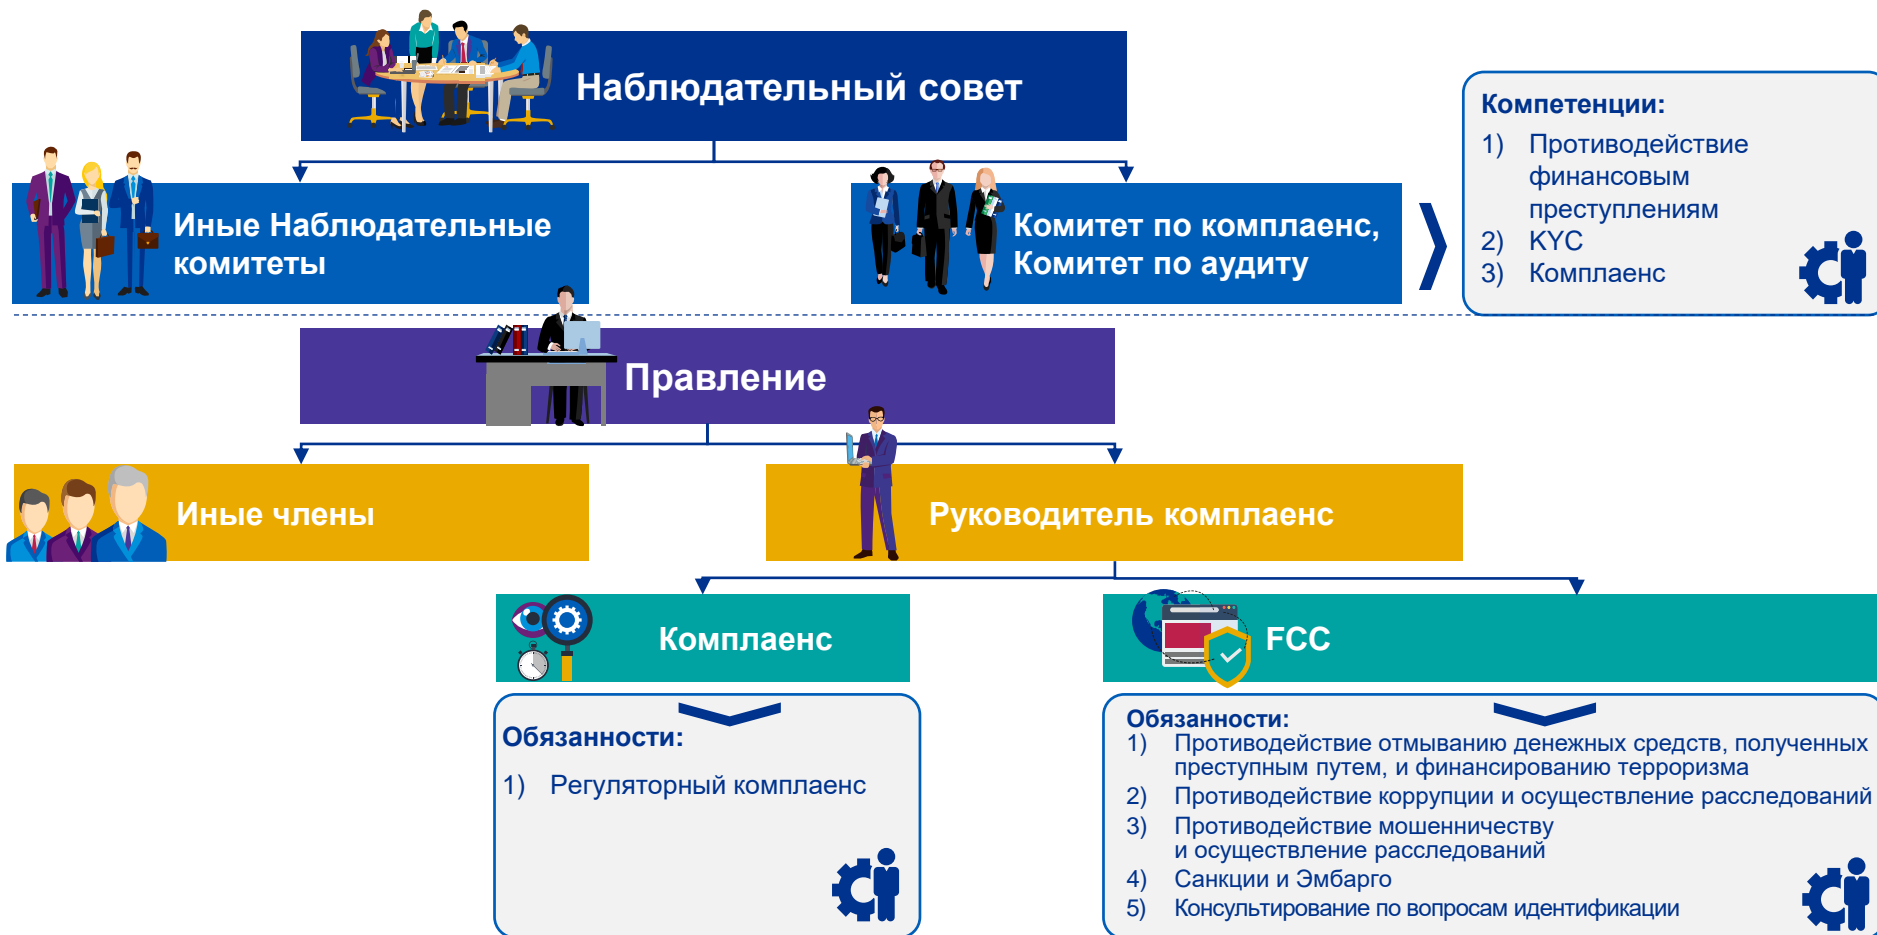 Наблюдательный совет
Компетенции:
1) Противодействие
финансовым
преступлениям
2) KYC
3) Комплаенс
Иные Наблюдательные
комитеты
Комитет по комплаенс,
Комитет по аудиту
Правление
Иные члены
Руководитель комплаенс
Комплаенс
FCC
Обязанности:
1) Регуляторный комплаенс
Обязанности:
1) Противодействие отмыванию денежных средств, полученных
преступным путем, и финансированию терроризма
2) Противодействие коррупции и осуществление расследований
3) Противодействие мошенничеству
и осуществление расследований
4) Санкции и Эмбарго
5) Консультирование по вопросам идентификации